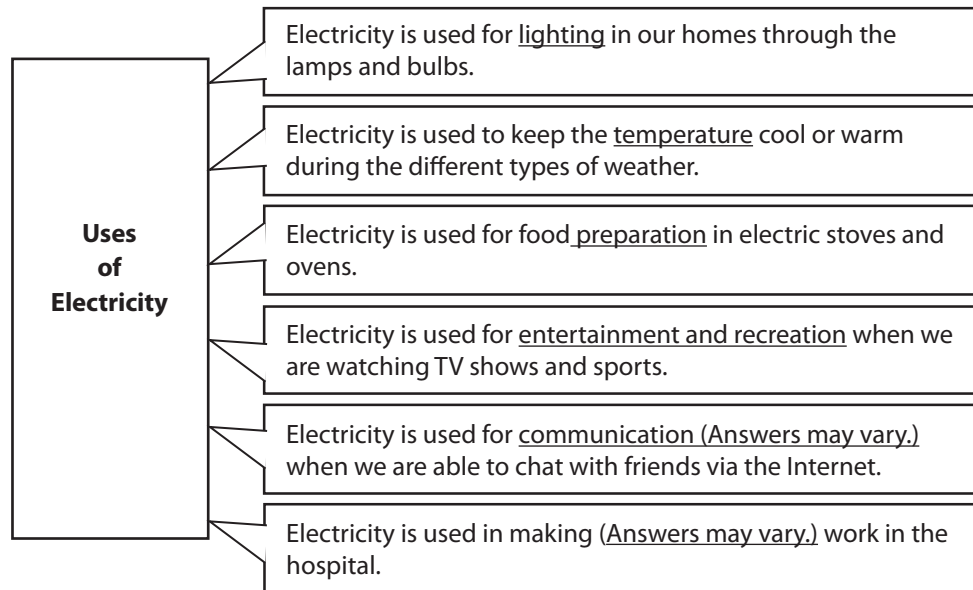 Electricity is used for lighting in our homes through the
lamps and bulbs.
Electricity is used to keep the temperature cool or warm
during the different types of weather.
Uses
of
Electricity
Electricity is used for food preparation in electric stoves and
ovens.
Electricity is used for entertainment and recreation when we
are watching TV shows and sports.
Electricity is used for communication (Answers may vary.)
when we are able to chat with friends via the Internet.
Electricity is used in making (Answers may vary.) work in the
hospital.